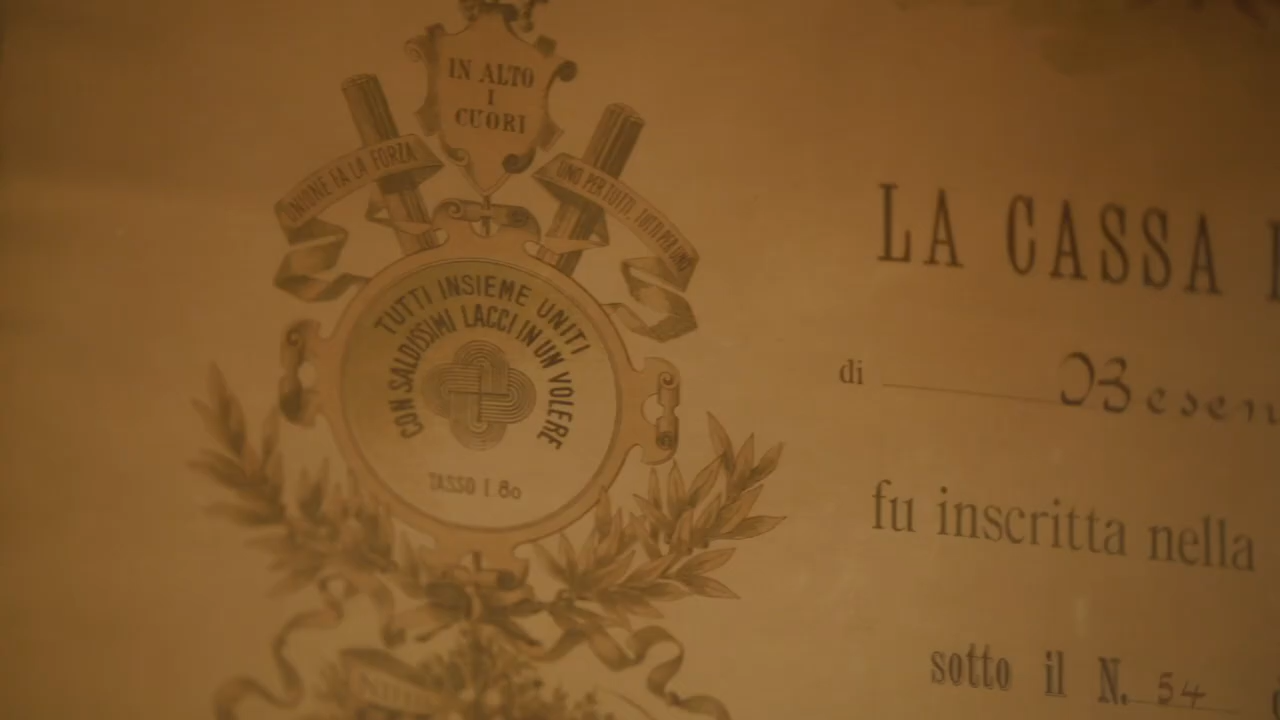 IN ALTO
I
CUORI
UNIONE FA LA FORZA
UNO PER TUTTI. TUTTI PER UNO
TUTTI INSIEME UNITI
CON SALDISSIMI LACCI IN UN VOLERE
TASSO I. 80
LA CASSA
di Besen
fu inscritta nella
sotto il N. 54